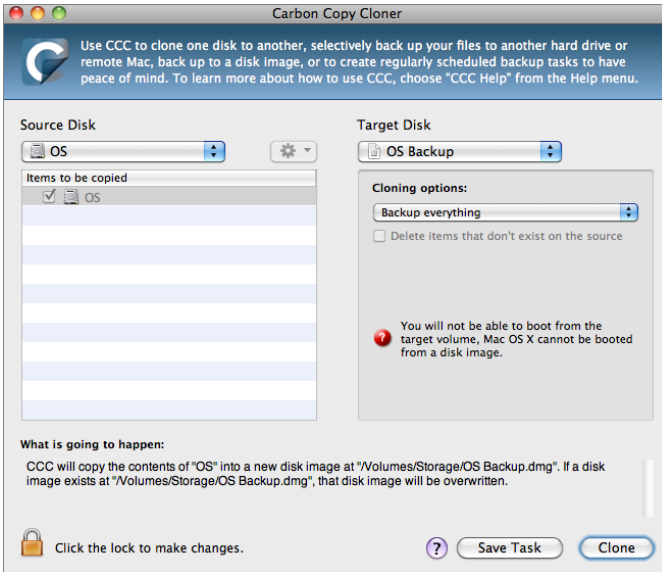 Carbon Copy Cloner
Use CCC to clone one disk to another, selectively back up your files to another hard drive or
remote Mac, back up to a disk image, or to create regularly scheduled backup tasks to have
peace of mind. To learn more about how to use CCC, choose "CCC Help" from the Help menu.
Source Disk
OS
Items to be copied
OS
Target Disk
OS Backup
Cloning options:
Backup everything
Delete items that don't exist on the source
You will not be able to boot from the
target volume, Mac OS X cannot be booted
from a disk image.
What is going to happen:
CCC will copy the contents of "OS" into a new disk image at "/Volumes/Storage/OS Backup.dmg". If a disk
image exists at "/Volumes/Storage/OS Backup.dmg", that disk image will be overwritten.
Click the lock to make changes.
?
Save Task
Clone